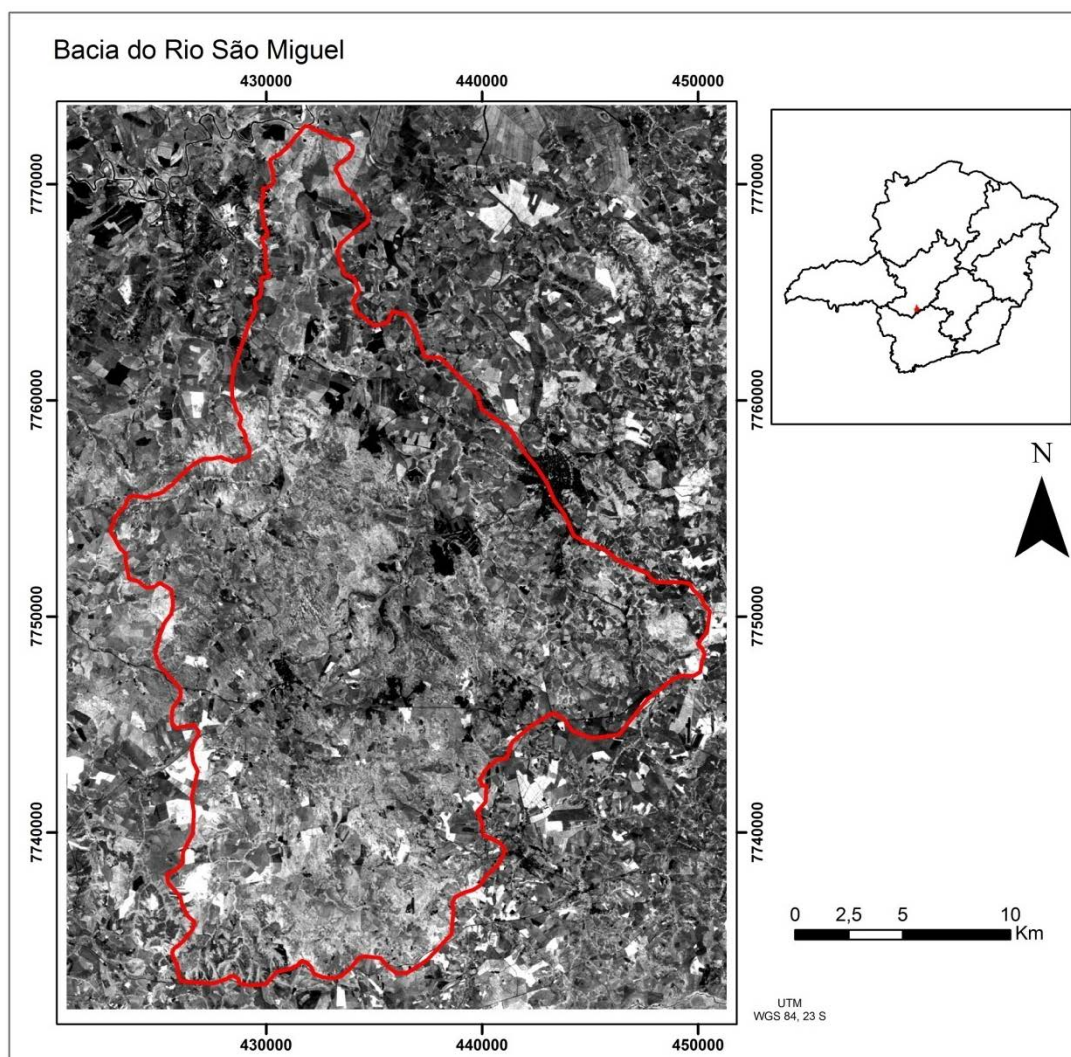 Bacia do Rio São Miguel
430000 440000 450000
7770000 7770000
7760000 7760000
N
7750000 7750000
7740000 7740000
0 2,5 5 10
Km
UTM
WGS 84, 23 S
430000 440000 450000